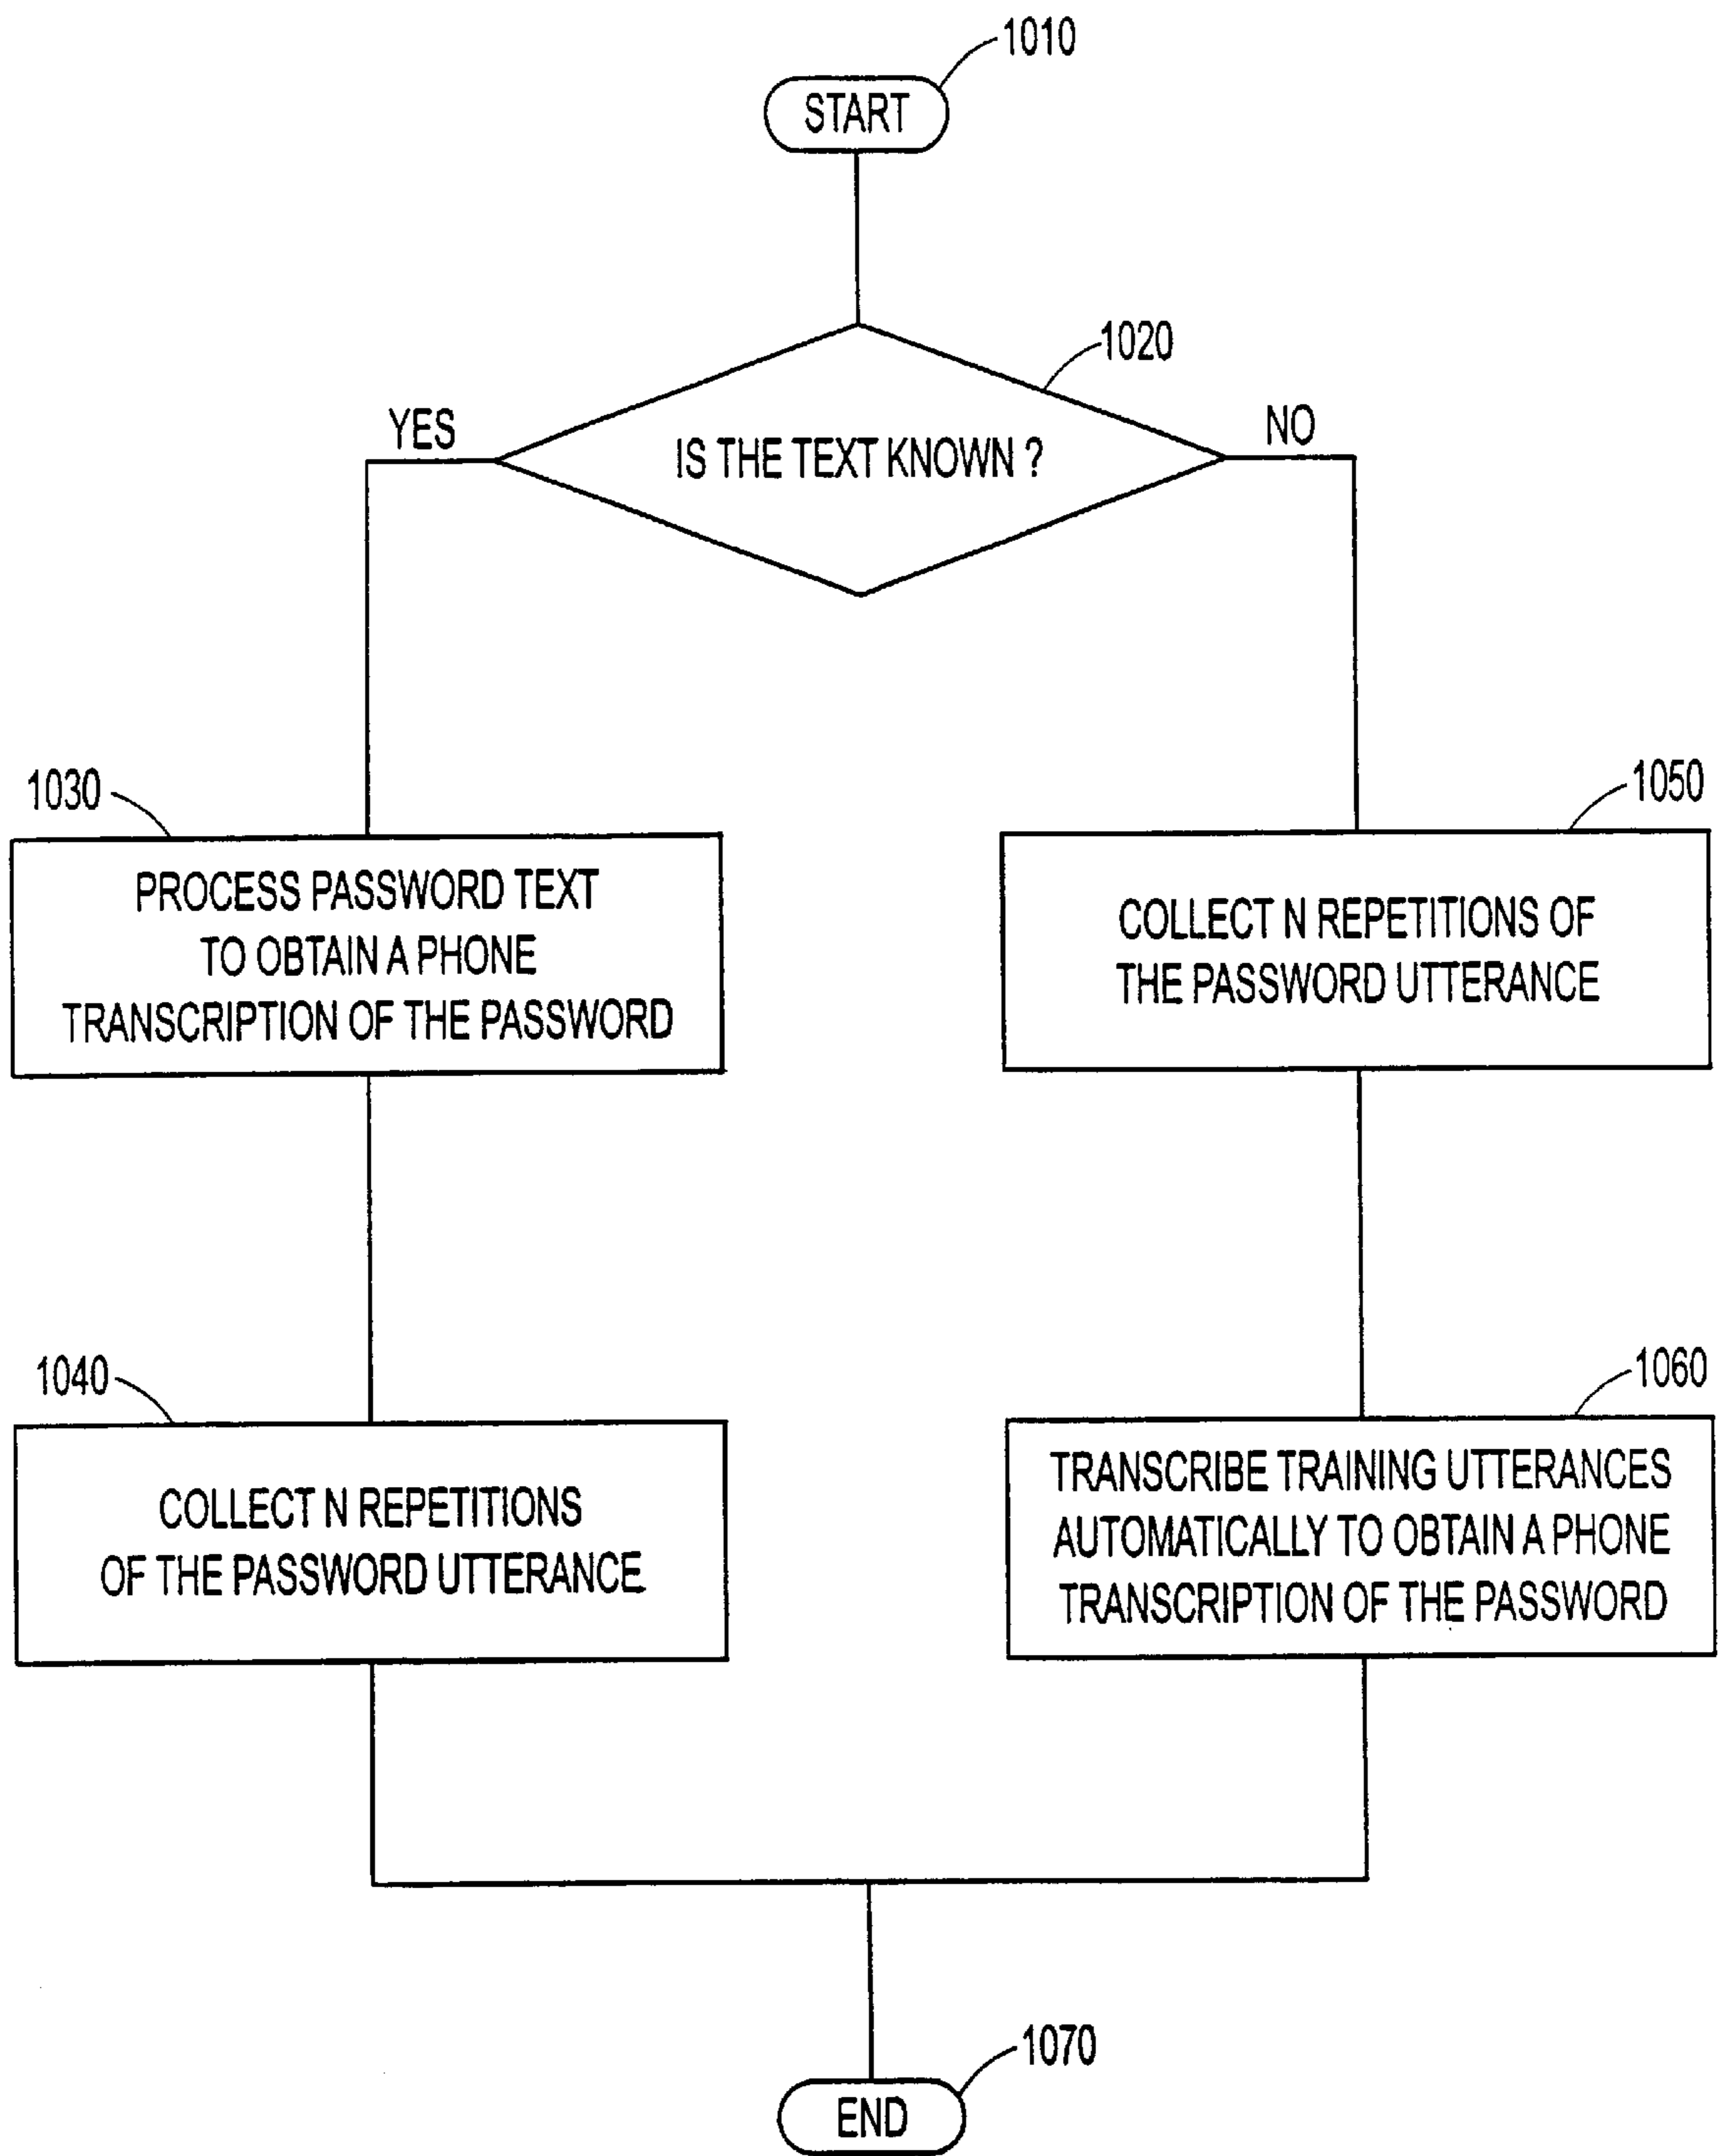 1010
START
1020
YES
NO
IS THE TEXT KNOWN ?
1030
PROCESS PASSWORD TEXT
TO OBTAIN A PHONE
TRANSCRIPTION OF THE PASSWORD
1050
COLLECT N REPETITIONS OF
THE PASSWORD UTTERANCE
1040
COLLECT N REPETITIONS
OF THE PASSWORD UTTERANCE
1060
TRANSCRIBE TRAINING UTTERANCES
AUTOMATICALLY TO OBTAIN A PHONE
TRANSCRIPTION OF THE PASSWORD
1070
END